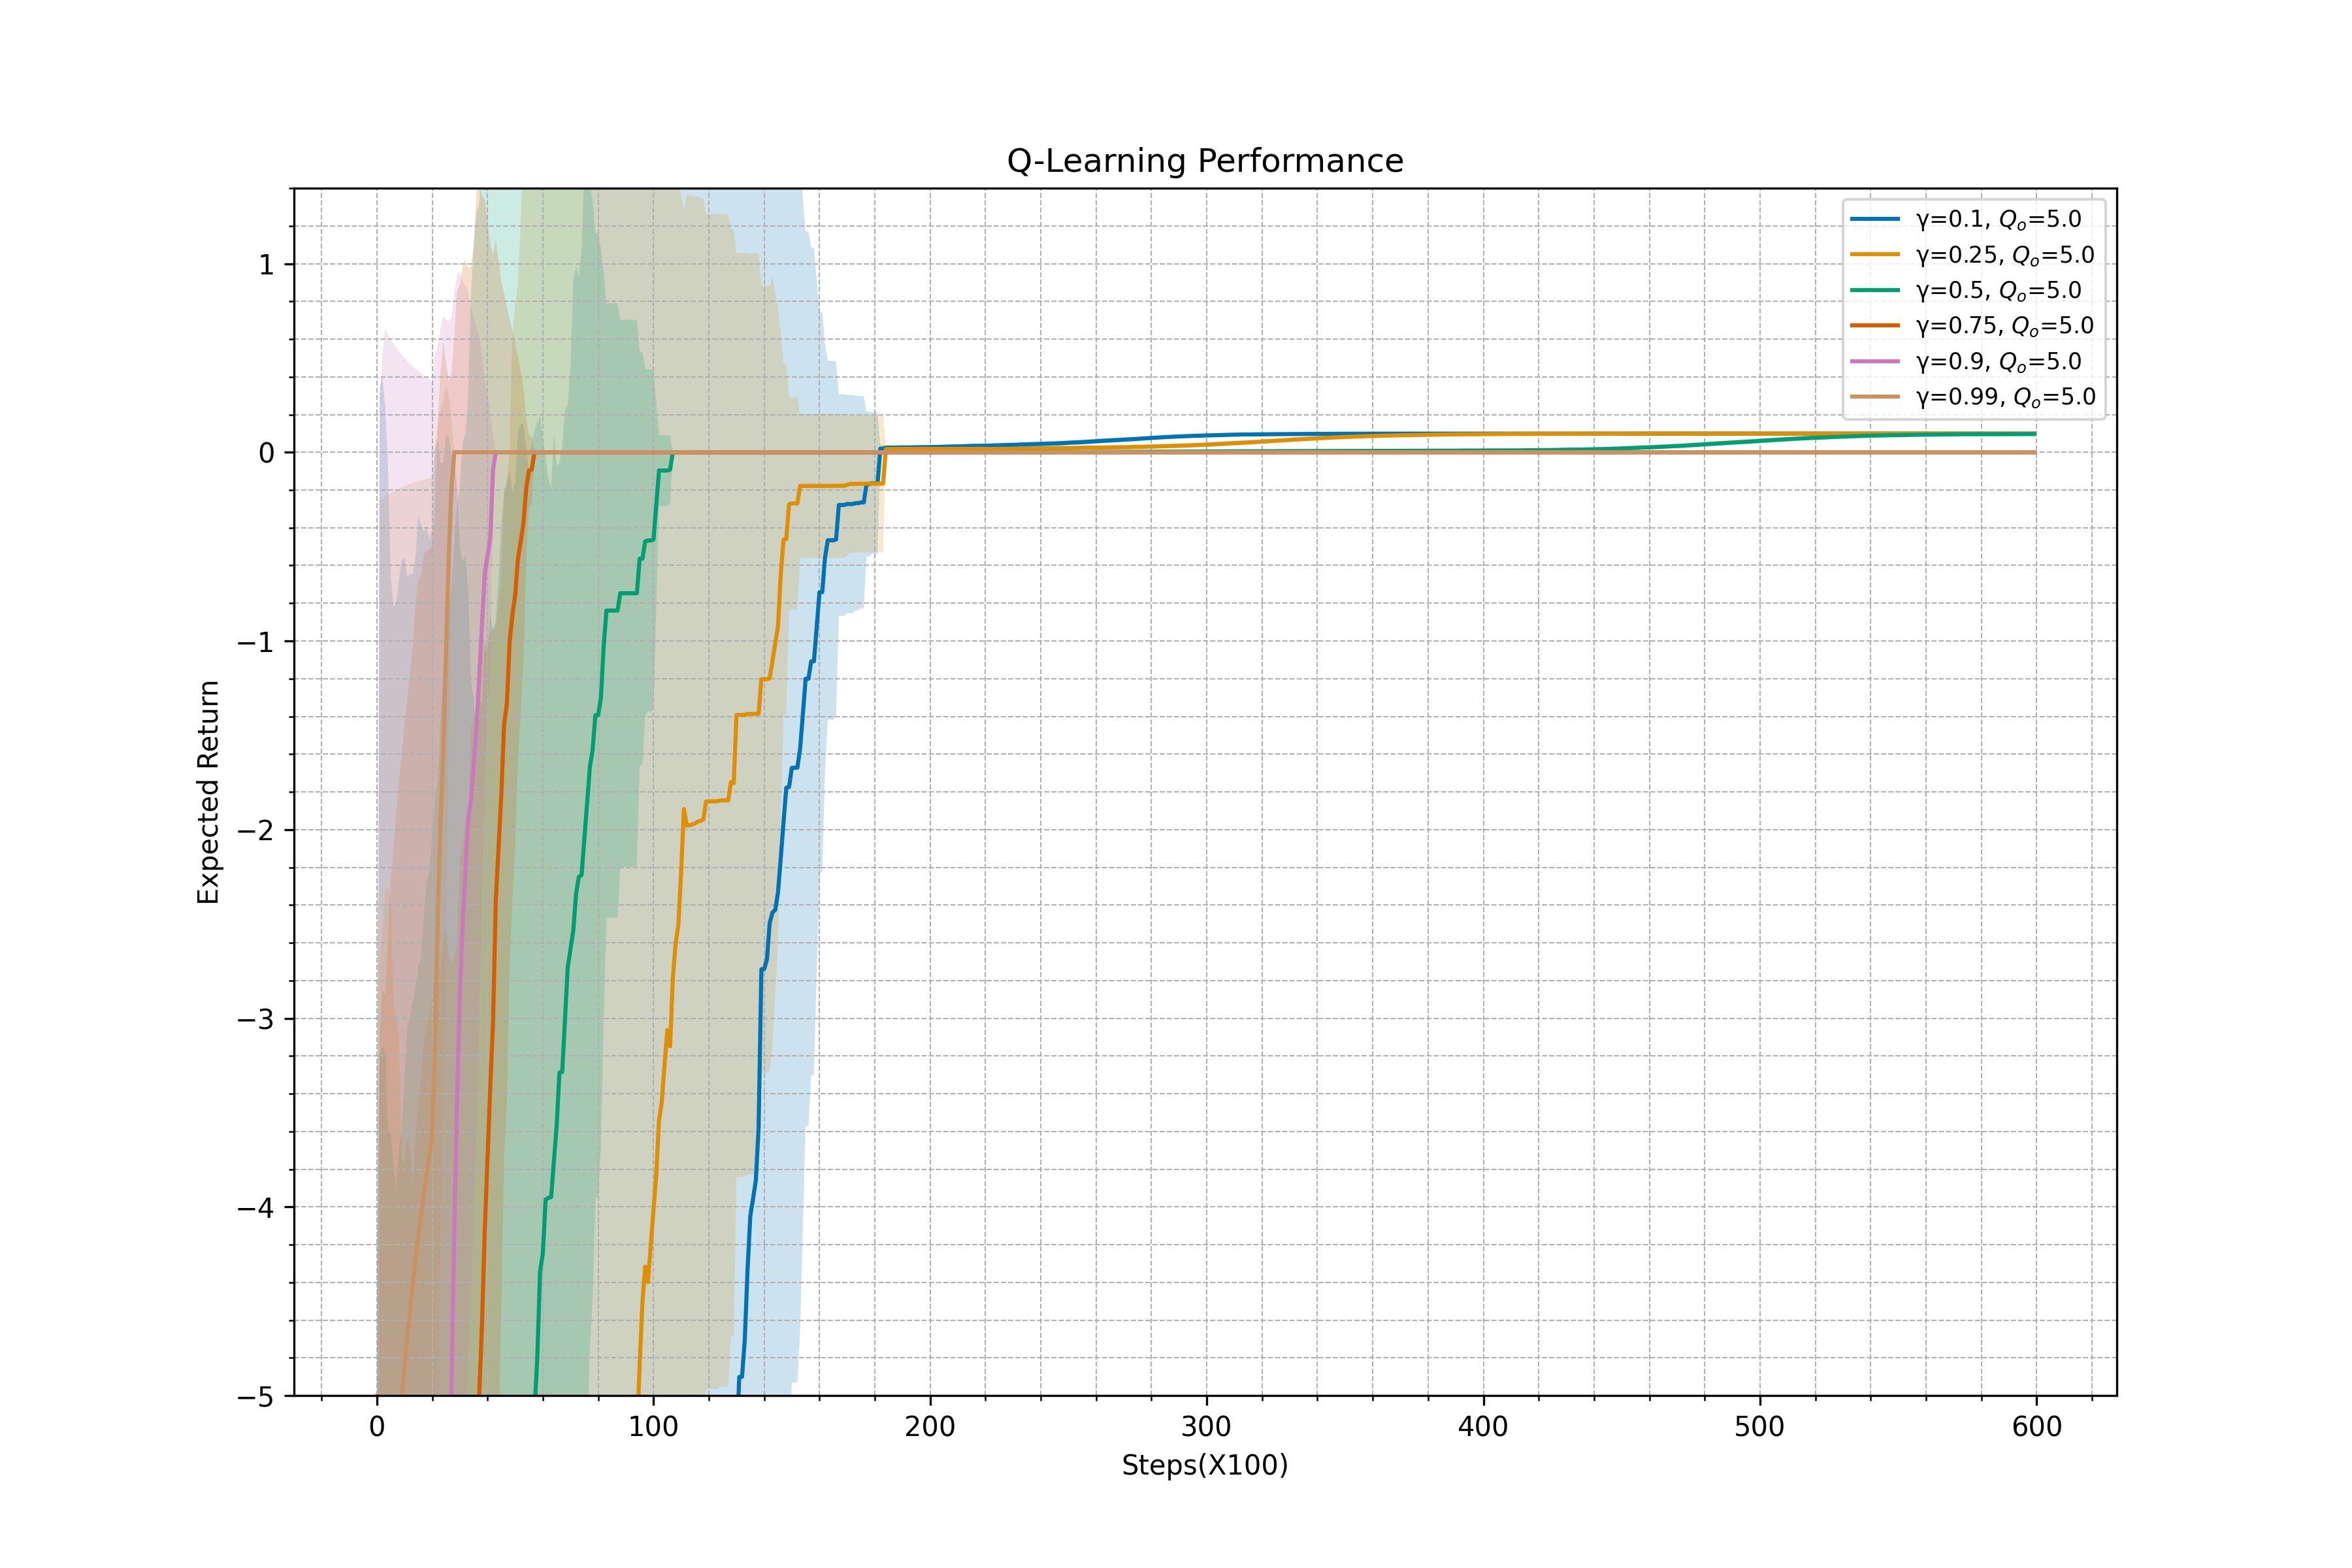 Q-Learning Performance
γ=0.1, Qₒ=5.0
γ=0.25, Qₒ=5.0
γ=0.5, Qₒ=5.0
γ=0.75, Qₒ=5.0
γ=0.9, Qₒ=5.0
γ=0.99, Qₒ=5.0
1
0
−1
−2
−3
−4
−5
Expected Return
0 100 200 300 400 500 600
Steps(X100)